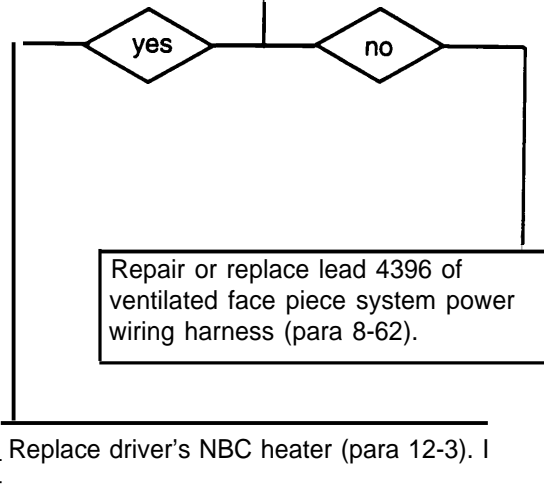 yes
no
Repair or replace lead 4396 of
ventilated face piece system power
wiring harness (para 8-62).
Replace driver's NBC heater (para 12-3). I